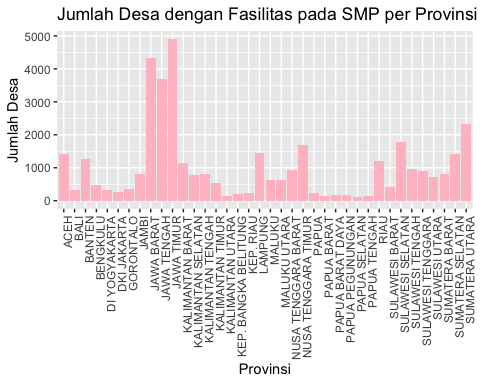 Jumlah Desa dengan Fasilitas pada SMP per Provinsi
Jumlah Desa
5000
4000
3000
2000
1000
0
ACEH
BALI
BANTEN
BENGKULU
DI YOGYAKARTA
DKI JAKARTA
GORONTALO
JAMBI
JAWA BARAT
JAWA TENGAH
JAWA TIMUR
KALIMANTAN BARAT
KALIMANTAN SELATAN
KALIMANTAN TENGAH
KALIMANTAN TIMUR
KALIMANTAN UTARA
KEP. BANGKA BELITUNG
KEP. RIAU
LAMPUNG
MALUKU
MALUKU UTARA
NUSA TENGGARA BARAT
NUSA TENGGARA TIMUR
PAPUA
PAPUA BARAT
PAPUA BARAT DAYA
PAPUA PEGUNUNGAN
PAPUA SELATAN
PAPUA TENGAH
RIAU
SULAWESI BARAT
SULAWESI SELATAN
SULAWESI TENGAH
SULAWESI TENGGARA
SULAWESI UTARA
SUMATERA BARAT
SUMATERA SELATAN
SUMATERA UTARA
Provinsi